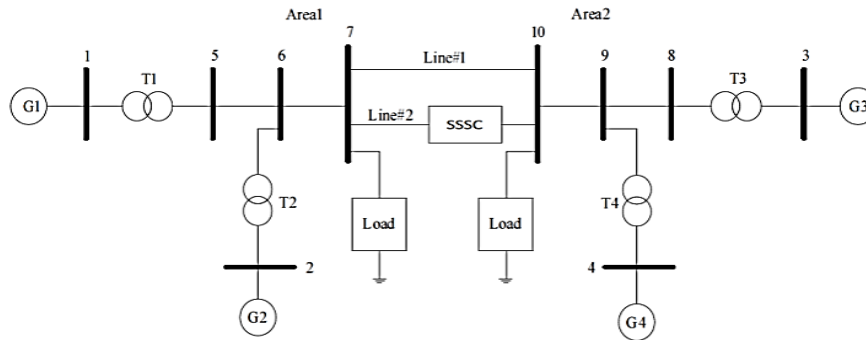 Area1
Area2
7
10
1
5
6
9
8
3
Line#1
T1
T3
G1
G3
Line#2
SSSC
T2
T4
Load
Load
2
4
G2
G4